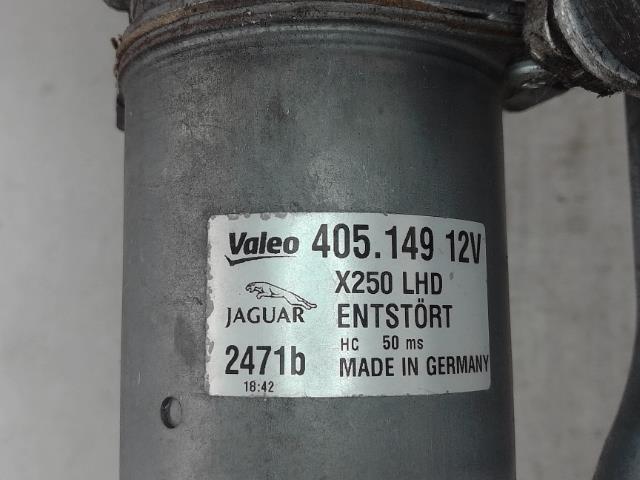 Valeo 405.149 12V
X250 LHD
JAGUAR ENTSTÖRT
HC 50 ms
2471b MADE IN GERMANY
18:42